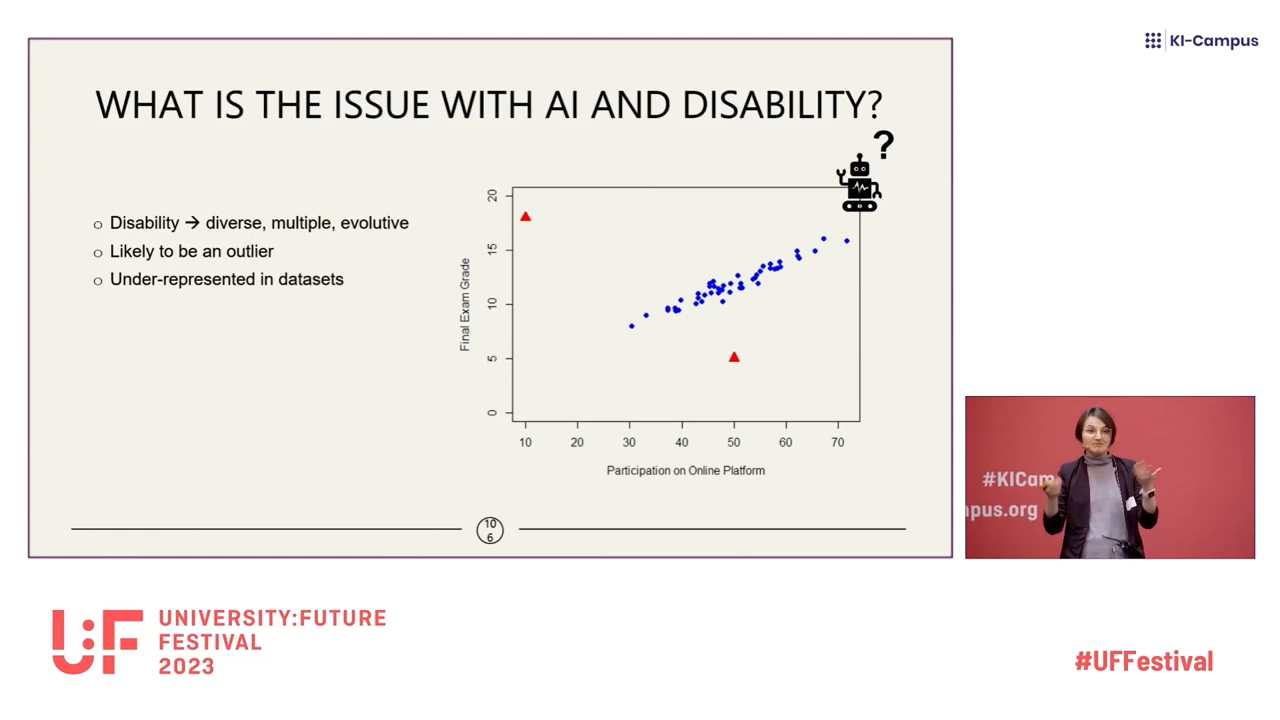 KI-Campus
WHAT IS THE ISSUE WITH AI AND DISABILITY?
?
o Disability → diverse, multiple, evolutive
o Likely to be an outlier
o Under-represented in datasets
Final Exam Grade
20
15
10
5
0
10 20 30 40 50 60 70
Participation on Online Platform
10
6
#KICam
pus.org
U:F
UNIVERSITY:FUTURE
FESTIVAL
2023
#UFFestival